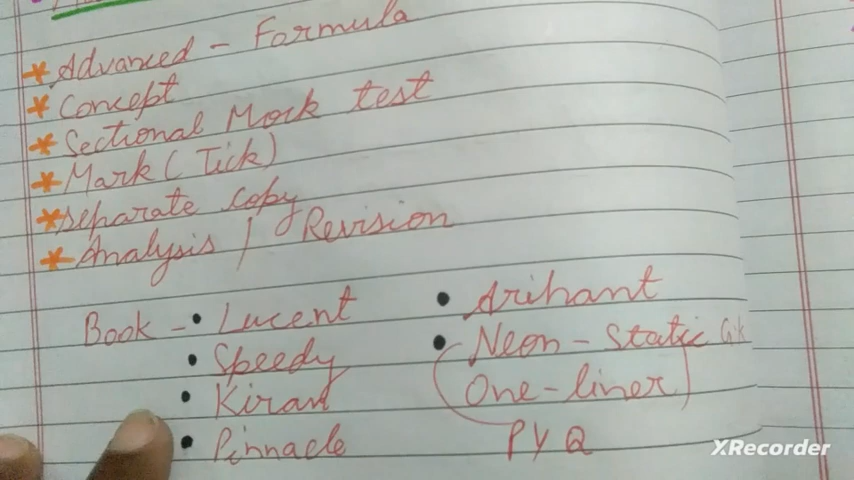 * Advanced - Formula
* Concept
* Sectional Mock test
* Mark ( Tick )
* Separate copy
* Analysis / Revision
Book - • Lucent
• Speedy
• Kiran
• Pinnacle
• Arihant
• Neon - Static G.K
(One-liner)
PYQ
XRecorder